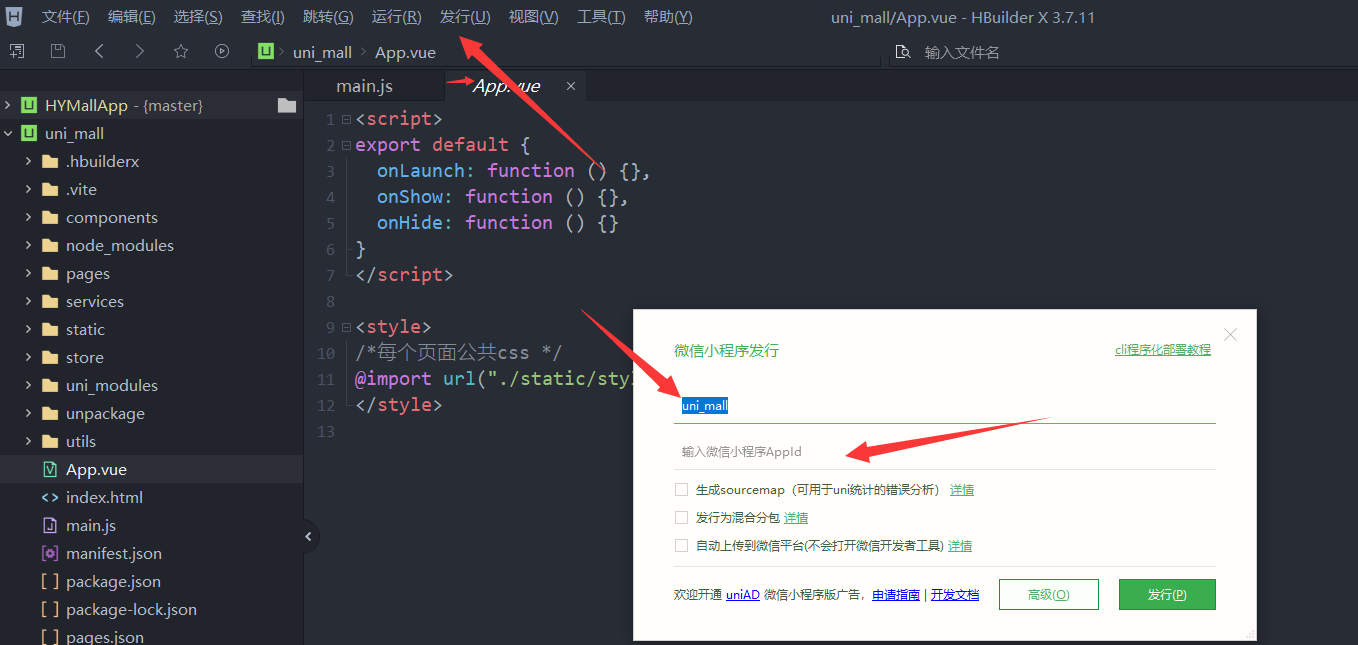 文件(F) 编辑(E) 选择(S) 查找(I) 跳转(G) 运行(R) 发行(U) 视图(V) 工具(T) 帮助(Y) uni_mall/App.vue - HBuilder X 3.7.11
uni_mall App.vue 输入文件名
HYMallApp - {master}
uni_mall
.hbuilderx
.vite
components
node_modules
pages
services
static
store
uni_modules
unpackage
utils
App.vue
index.html
main.js
manifest.json
package.json
package-lock.json
pages.json
main.js App.vue
1 <script>
2 export default {
3 onLaunch: function () {},
4 onShow: function () {},
5 onHide: function () {}
6 }
7 </script>
8
9 <style>
10 /*每个页面公共css */
11 @import url("./static/sty
12 </style>
13
微信小程序发行 cli程序化部署教程
uni_mall
输入微信小程序AppId
生成sourcemap（可用于uni统计的错误分析） 详情
发行为混合分包 详情
自动上传到微信平台(不会打开微信开发者工具) 详情
欢迎开通 uniAD 微信小程序版广告，申请指南 | 开发文档 高级(O) 发行(P)